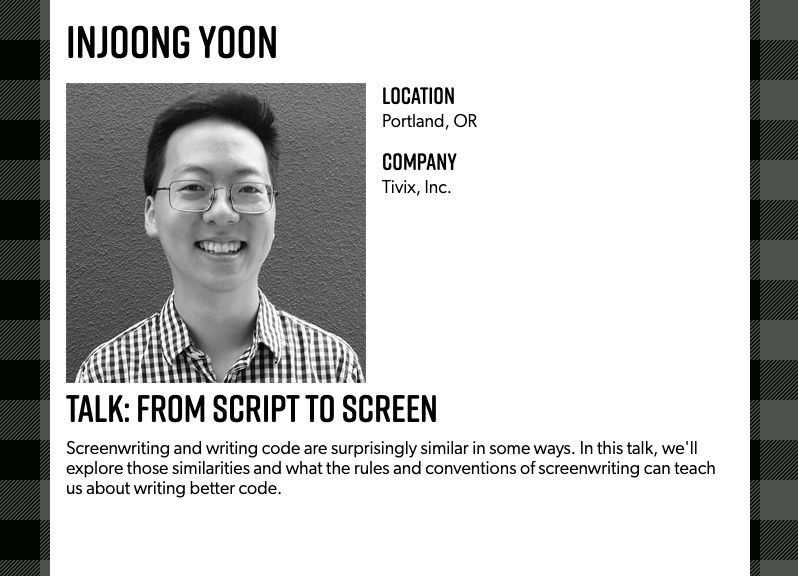 INJOONG YOON
LOCATION
Portland, OR
COMPANY
Tivix, Inc.
TALK: FROM SCRIPT TO SCREEN
Screenwriting and writing code are surprisingly similar in some ways. In this talk, we'll
explore those similarities and what the rules and conventions of screenwriting can teach
us about writing better code.